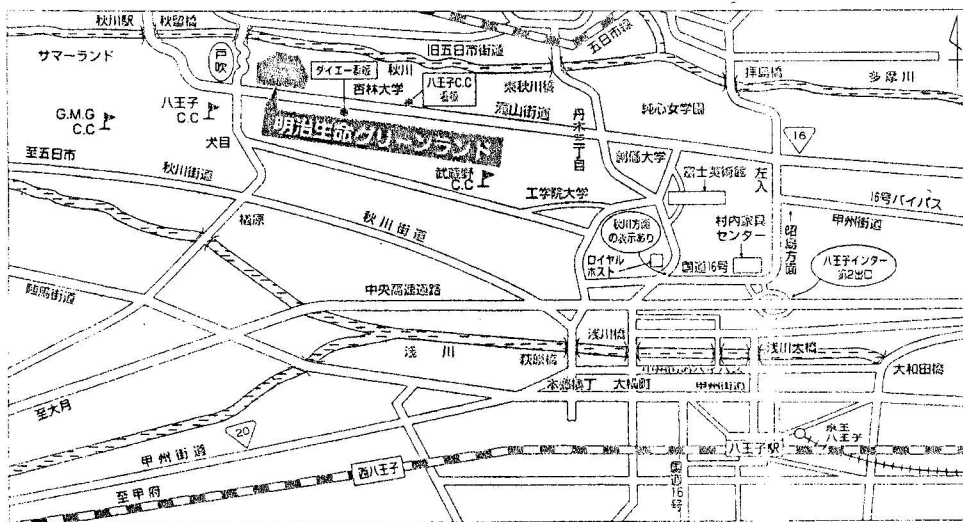 秋川駅
秋留橋
五日市線
サマーランド
戸吹
旧五日市街道
秋川
ダイエー看板
杏林大学
八王子C.C
看板
東秋川橋
拝島橋
多摩川
G.M.G
C.C
八王子
C.C
滝山街道
丹木三丁目
純心女学園
16
明治生命グリーンランド
犬目
至五日市
秋川街道
武蔵野
C.C
創価大学
富士美術館
左入
工学院大学
16号バイパス
楢原
秋川街道
秋川方面
の表示あり
村内家具
センター
昭島方面
甲州街道
ロイヤル
ホスト
国道16号
八王子インター
第2出口
陣馬街道
中央高速道路
浅川橋
浅川
萩原橋
浅川大橋
大和田橋
本郷横丁
大横町
甲州街道
至大月
20
甲州街道
京王
八王子
八王子駅
西八王子
至甲府
国道16号